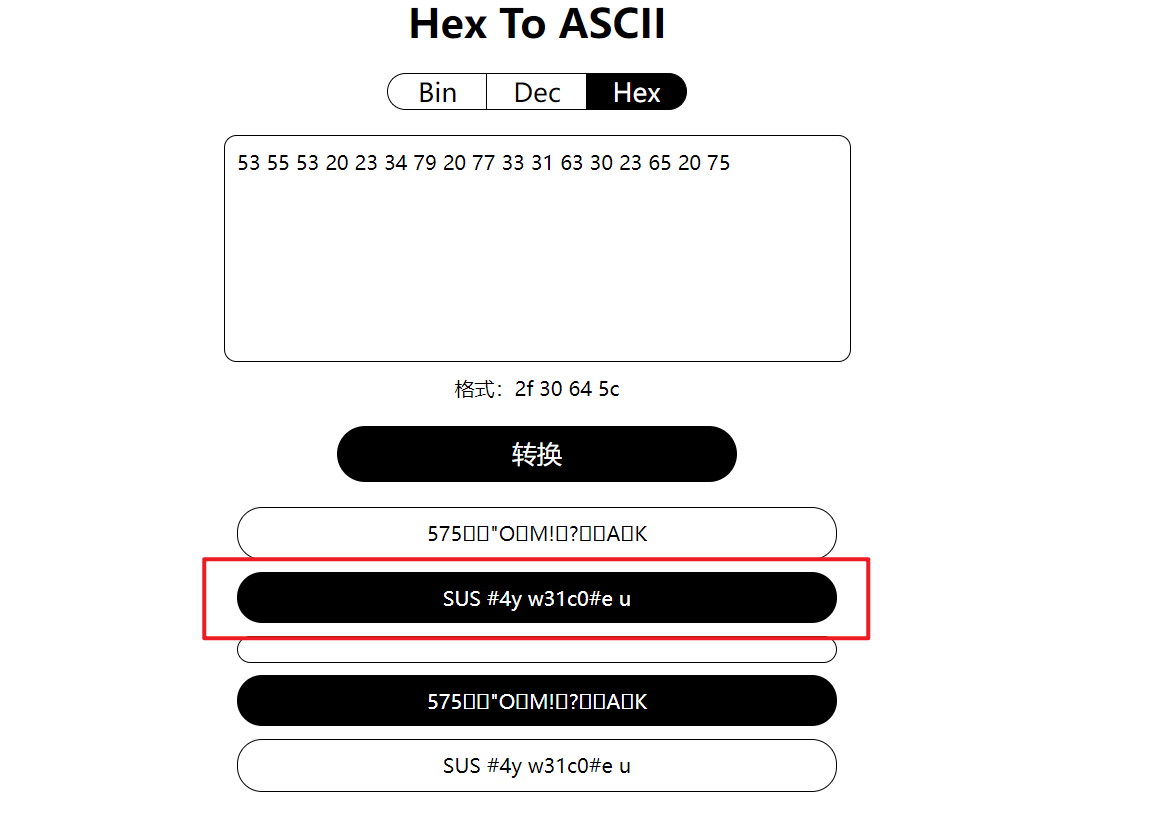 Hex To ASCII
Bin Dec Hex
53 55 53 20 23 34 79 20 77 33 31 63 30 23 65 20 75
格式：2f 30 64 5c
转换
575▯▯"O▯M!▯?▯▯A▯K
SUS #4y w31c0#e u
575▯▯"O▯M!▯?▯▯A▯K
SUS #4y w31c0#e u